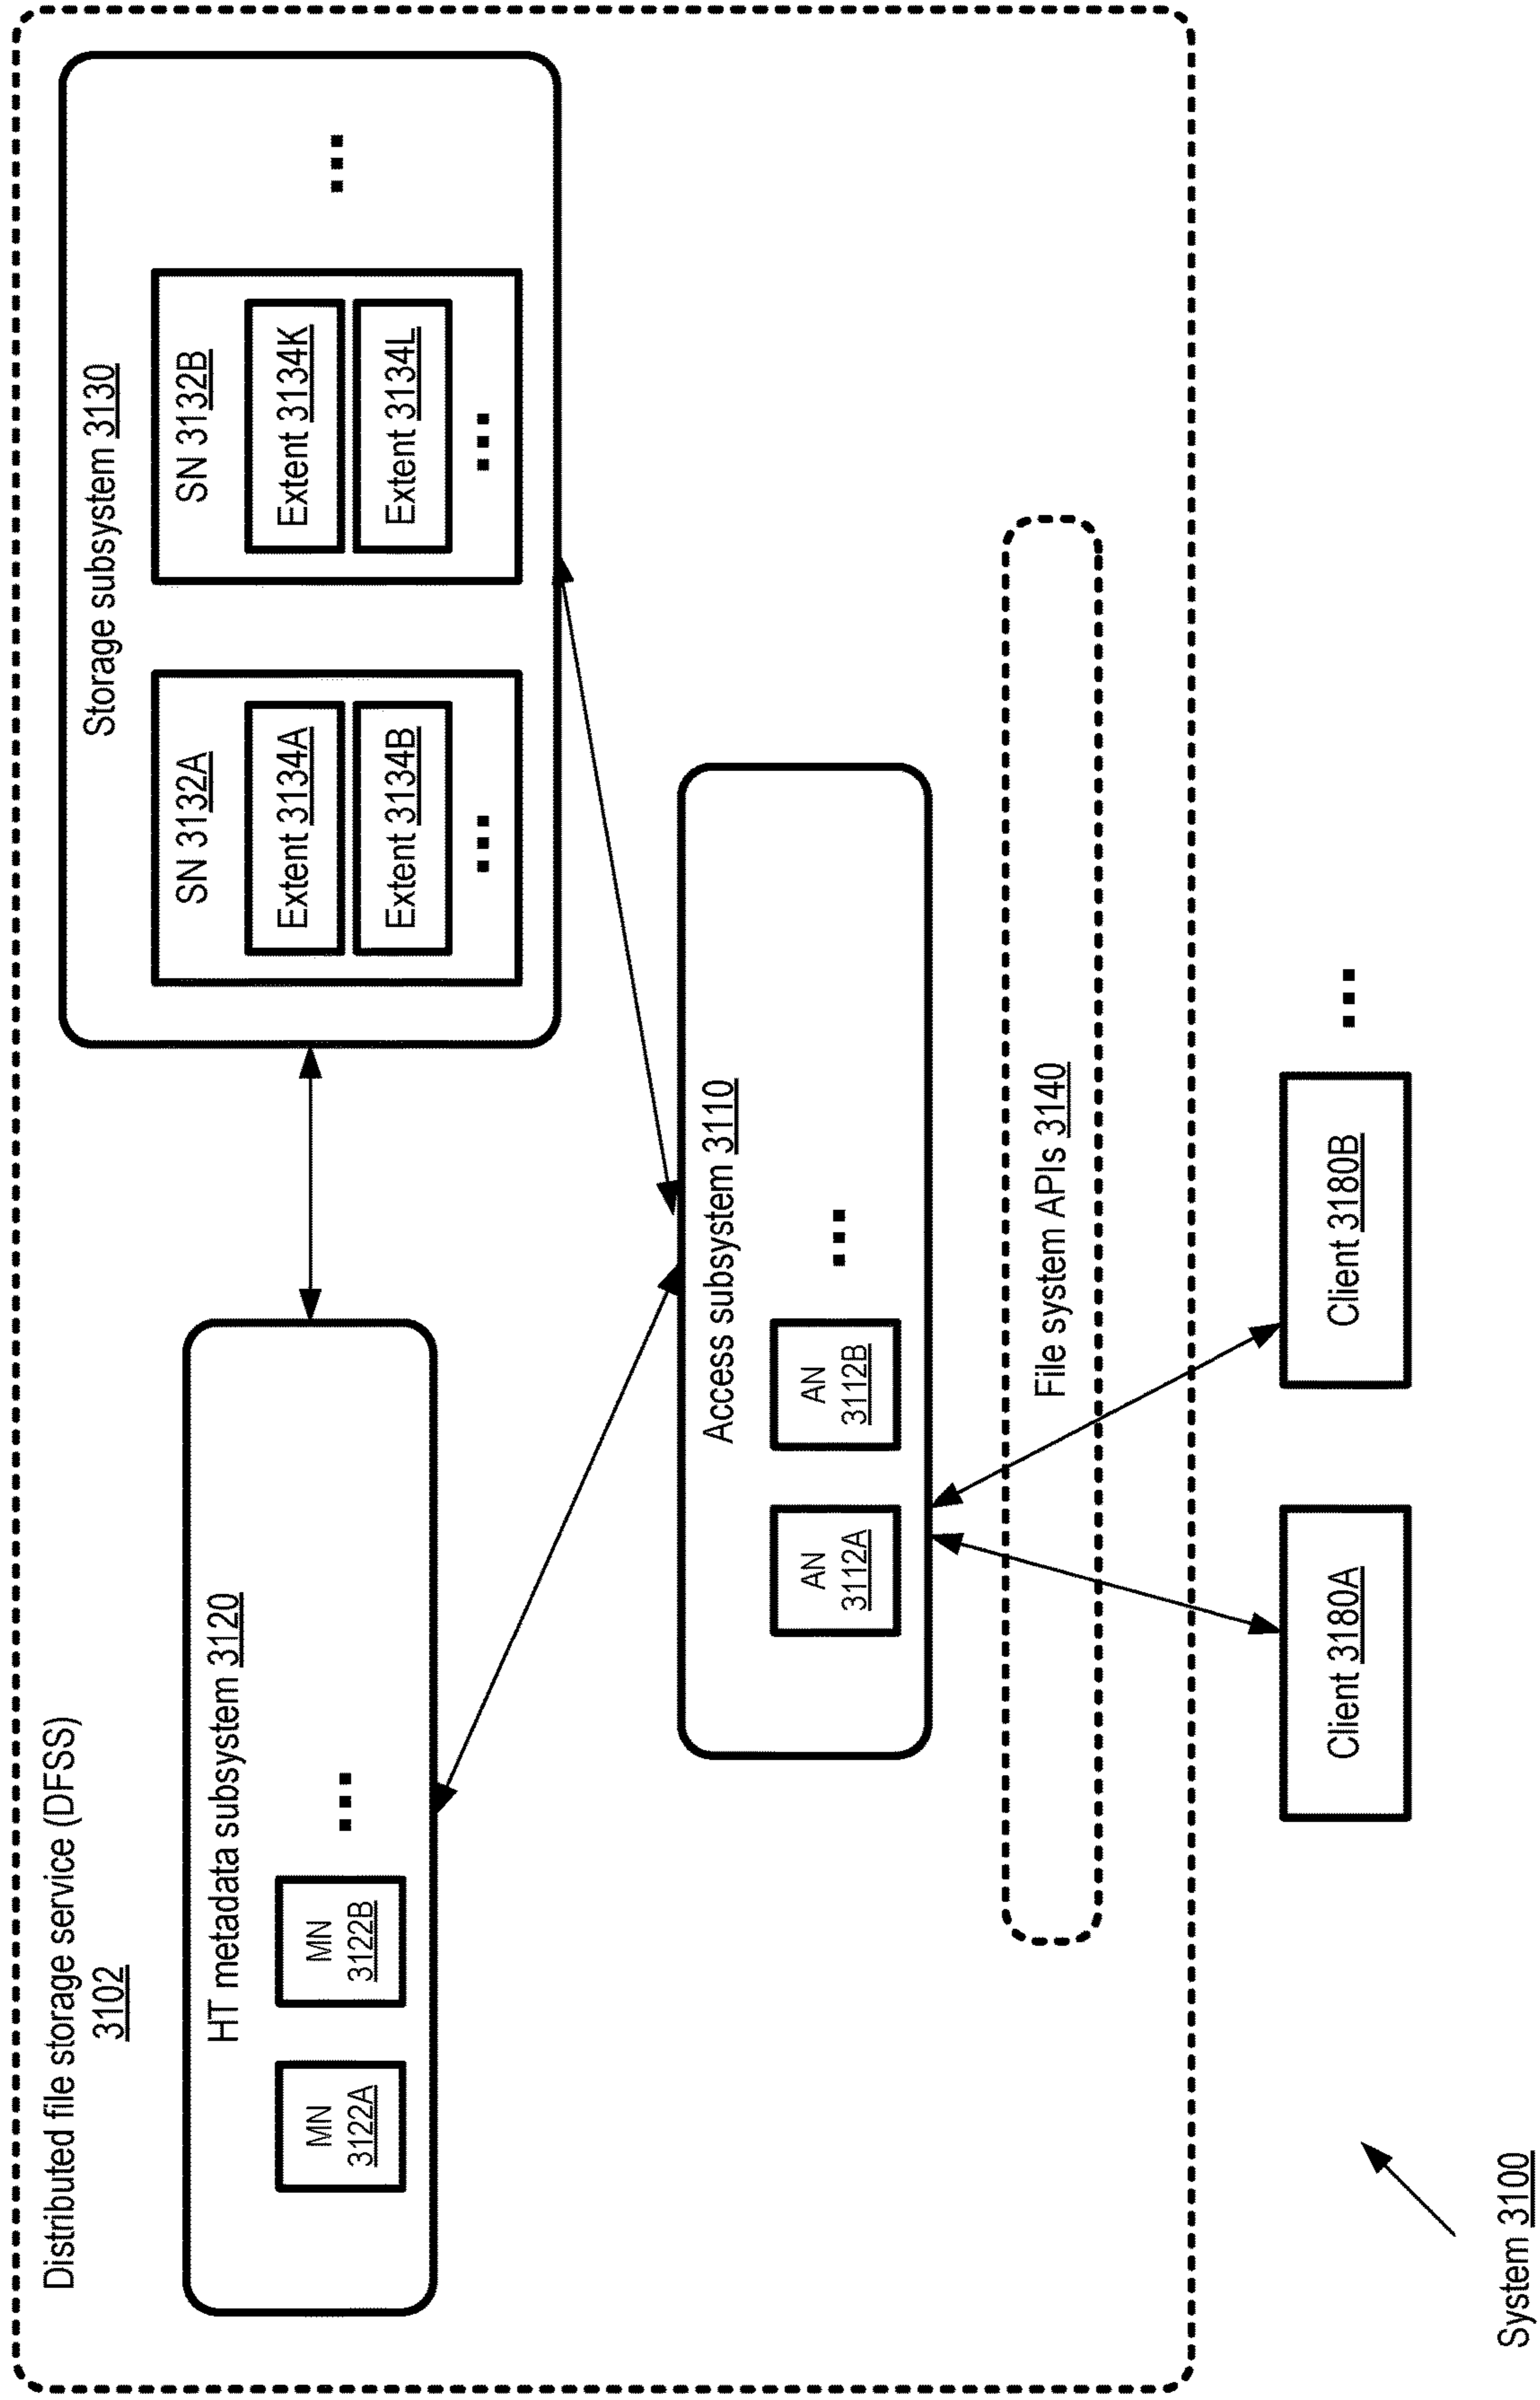 Distributed file storage service (DFSS)
3102
HT metadata subsystem 3120
MN
3122A
MN
3122B
...
Storage subsystem 3130
SN 3132A
Extent 3134A
Extent 3134B
...
SN 3132B
Extent 3134K
Extent 3134L
...
...
Access subsystem 3110
AN
3112A
AN
3112B
...
File system APIs 3140
Client 3180A
Client 3180B
...
System 3100